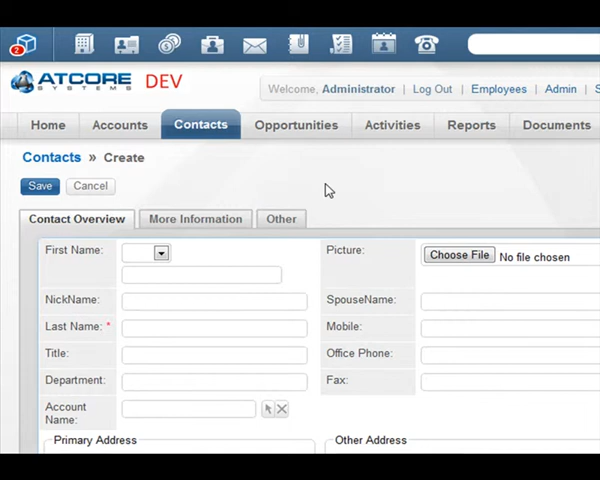 2
ATCORE DEV
SYSTEMS
Welcome, Administrator | Log Out | Employees | Admin | S
Home Accounts Contacts Opportunities Activities Reports Documents
Contacts » Create
Save Cancel
Contact Overview More Information Other
First Name: Picture: Choose File No file chosen
NickName: SpouseName:
Last Name: * Mobile:
Title: Office Phone:
Department: Fax:
Account
Name:
Primary Address Other Address